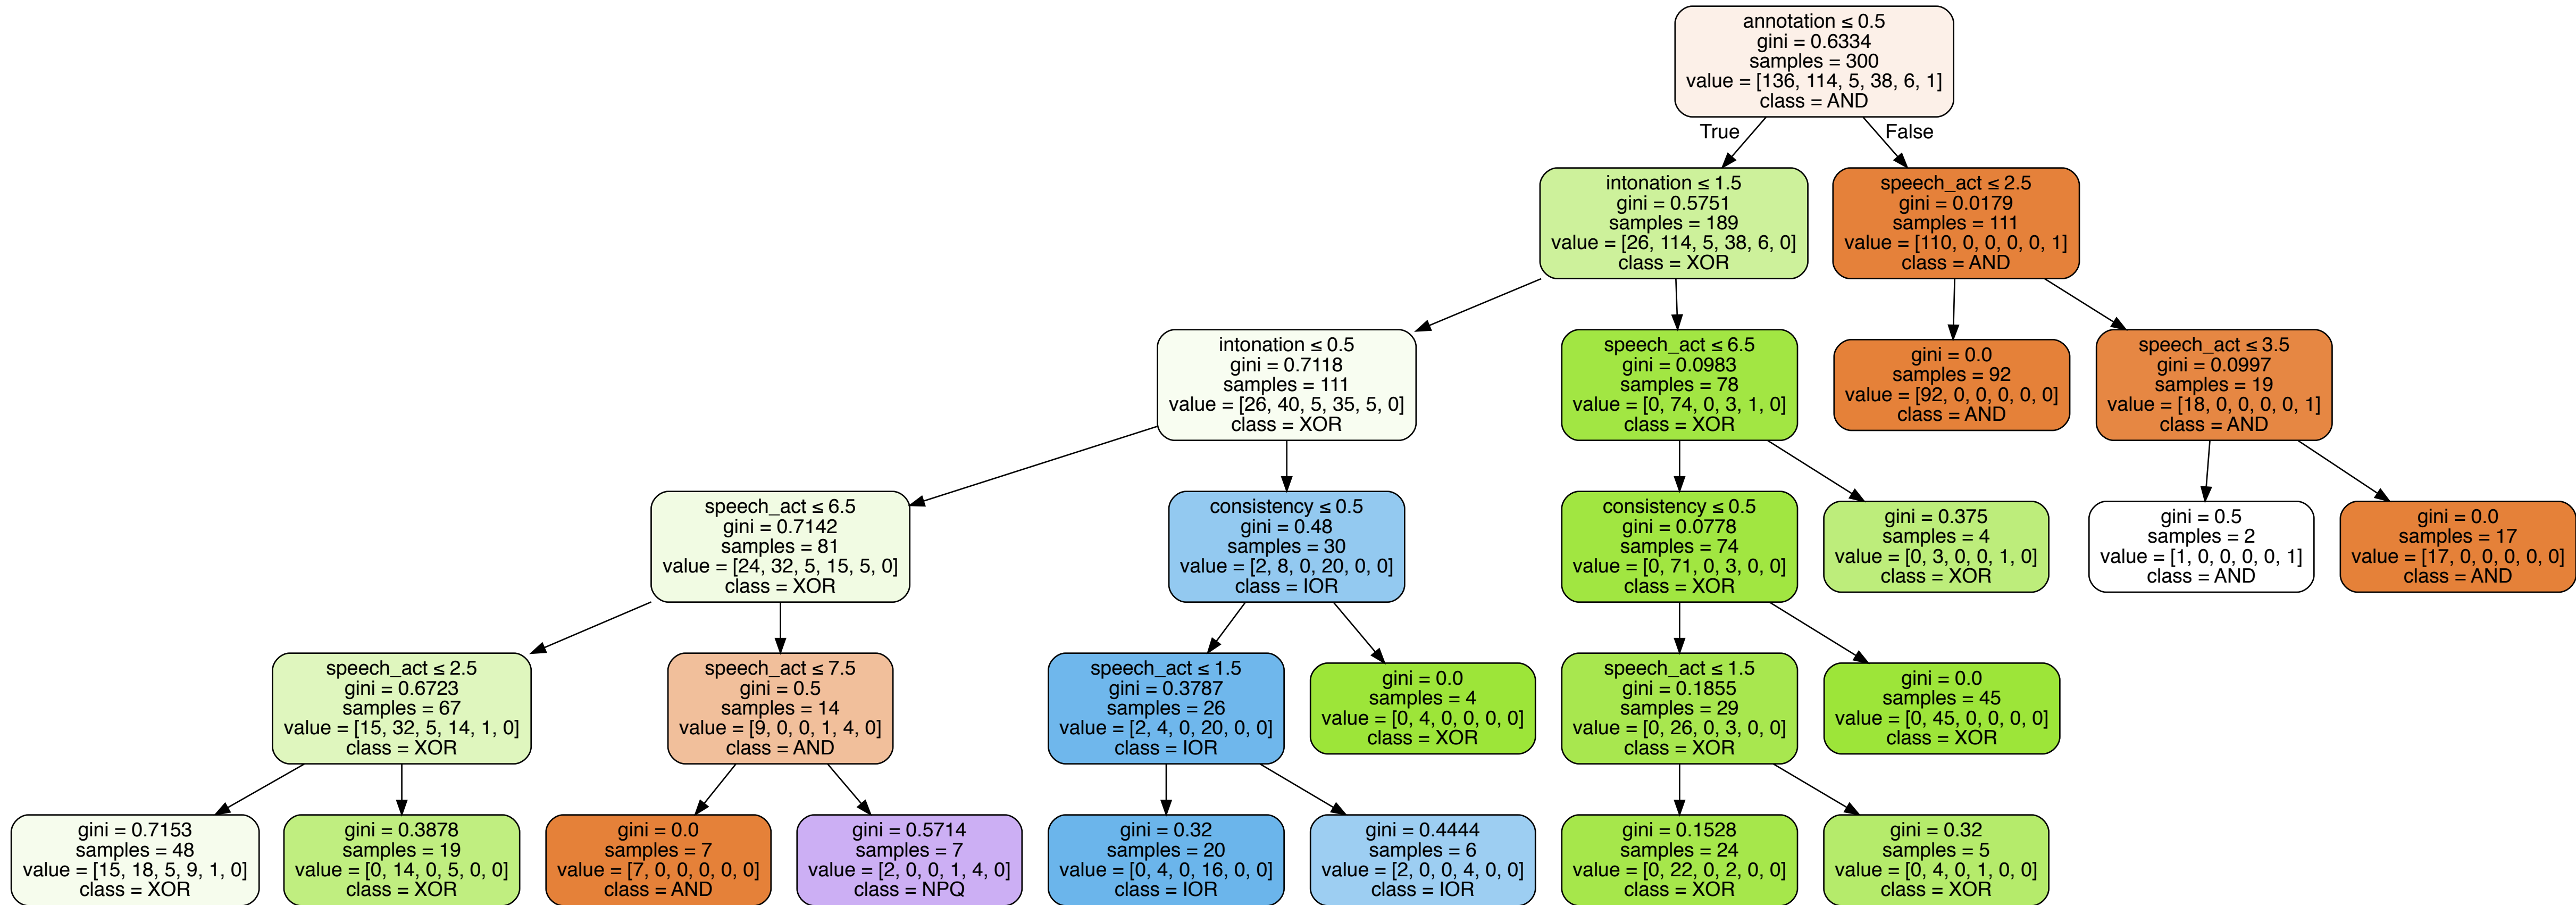 annotation ≤ 0.5
gini = 0.6334
samples = 300
value = [136, 114, 5, 38, 6, 1]
class = AND
True
False
intonation ≤ 1.5
gini = 0.5751
samples = 189
value = [26, 114, 5, 38, 6, 0]
class = XOR
speech_act ≤ 2.5
gini = 0.0179
samples = 111
value = [110, 0, 0, 0, 0, 1]
class = AND
intonation ≤ 0.5
gini = 0.7118
samples = 111
value = [26, 40, 5, 35, 5, 0]
class = XOR
speech_act ≤ 6.5
gini = 0.0983
samples = 78
value = [0, 74, 0, 3, 1, 0]
class = XOR
gini = 0.0
samples = 92
value = [92, 0, 0, 0, 0, 0]
class = AND
speech_act ≤ 3.5
gini = 0.0997
samples = 19
value = [18, 0, 0, 0, 0, 1]
class = AND
speech_act ≤ 6.5
gini = 0.7142
samples = 81
value = [24, 32, 5, 15, 5, 0]
class = XOR
consistency ≤ 0.5
gini = 0.48
samples = 30
value = [2, 8, 0, 20, 0, 0]
class = IOR
consistency ≤ 0.5
gini = 0.0778
samples = 74
value = [0, 71, 0, 3, 0, 0]
class = XOR
gini = 0.375
samples = 4
value = [0, 3, 0, 0, 1, 0]
class = XOR
gini = 0.5
samples = 2
value = [1, 0, 0, 0, 0, 1]
class = AND
gini = 0.0
samples = 17
value = [17, 0, 0, 0, 0, 0]
class = AND
speech_act ≤ 2.5
gini = 0.6723
samples = 67
value = [15, 32, 5, 14, 1, 0]
class = XOR
speech_act ≤ 7.5
gini = 0.5
samples = 14
value = [9, 0, 0, 1, 4, 0]
class = AND
speech_act ≤ 1.5
gini = 0.3787
samples = 26
value = [2, 4, 0, 20, 0, 0]
class = IOR
gini = 0.0
samples = 4
value = [0, 4, 0, 0, 0, 0]
class = XOR
speech_act ≤ 1.5
gini = 0.1855
samples = 29
value = [0, 26, 0, 3, 0, 0]
class = XOR
gini = 0.0
samples = 45
value = [0, 45, 0, 0, 0, 0]
class = XOR
gini = 0.7153
samples = 48
value = [15, 18, 5, 9, 1, 0]
class = XOR
gini = 0.3878
samples = 19
value = [0, 14, 0, 5, 0, 0]
class = XOR
gini = 0.0
samples = 7
value = [7, 0, 0, 0, 0, 0]
class = AND
gini = 0.5714
samples = 7
value = [2, 0, 0, 1, 4, 0]
class = NPQ
gini = 0.32
samples = 20
value = [0, 4, 0, 16, 0, 0]
class = IOR
gini = 0.4444
samples = 6
value = [2, 0, 0, 4, 0, 0]
class = IOR
gini = 0.1528
samples = 24
value = [0, 22, 0, 2, 0, 0]
class = XOR
gini = 0.32
samples = 5
value = [0, 4, 0, 1, 0, 0]
class = XOR